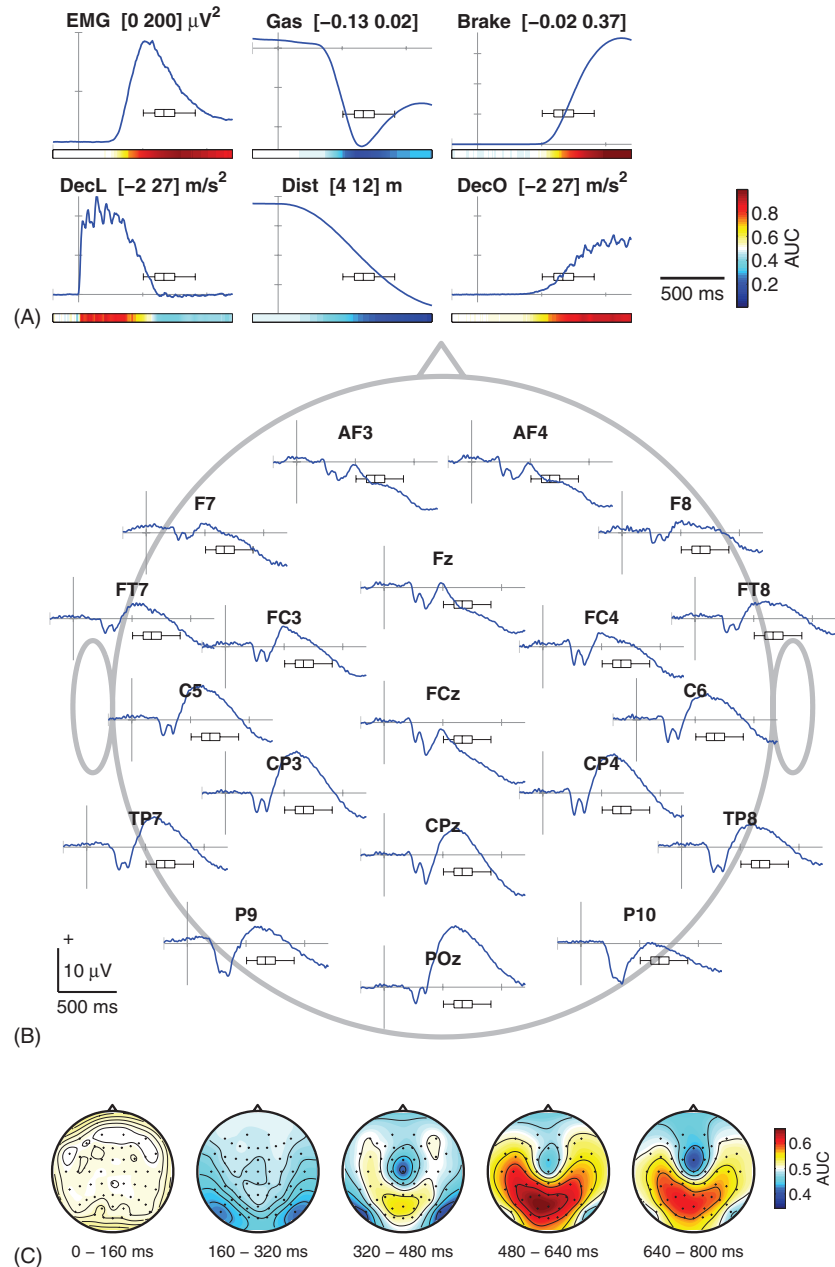 EMG [0 200] μV²
Gas [−0.13 0.02]
Brake [−0.02 0.37]
DecL [−2 27] m/s²
Dist [4 12] m
DecO [−2 27] m/s²
500 ms
0.8
0.6
0.4
0.2
AUC
(A)
AF3
AF4
F7
F8
Fz
FT7
FT8
FC3
FC4
C5
FCz
C6
CP3
CP4
TP7
CPz
TP8
P9
P10
POz
+
10 μV
500 ms
(B)
0.6
0.5
0.4
AUC
0 − 160 ms
160 − 320 ms
320 − 480 ms
480 − 640 ms
640 − 800 ms
(C)